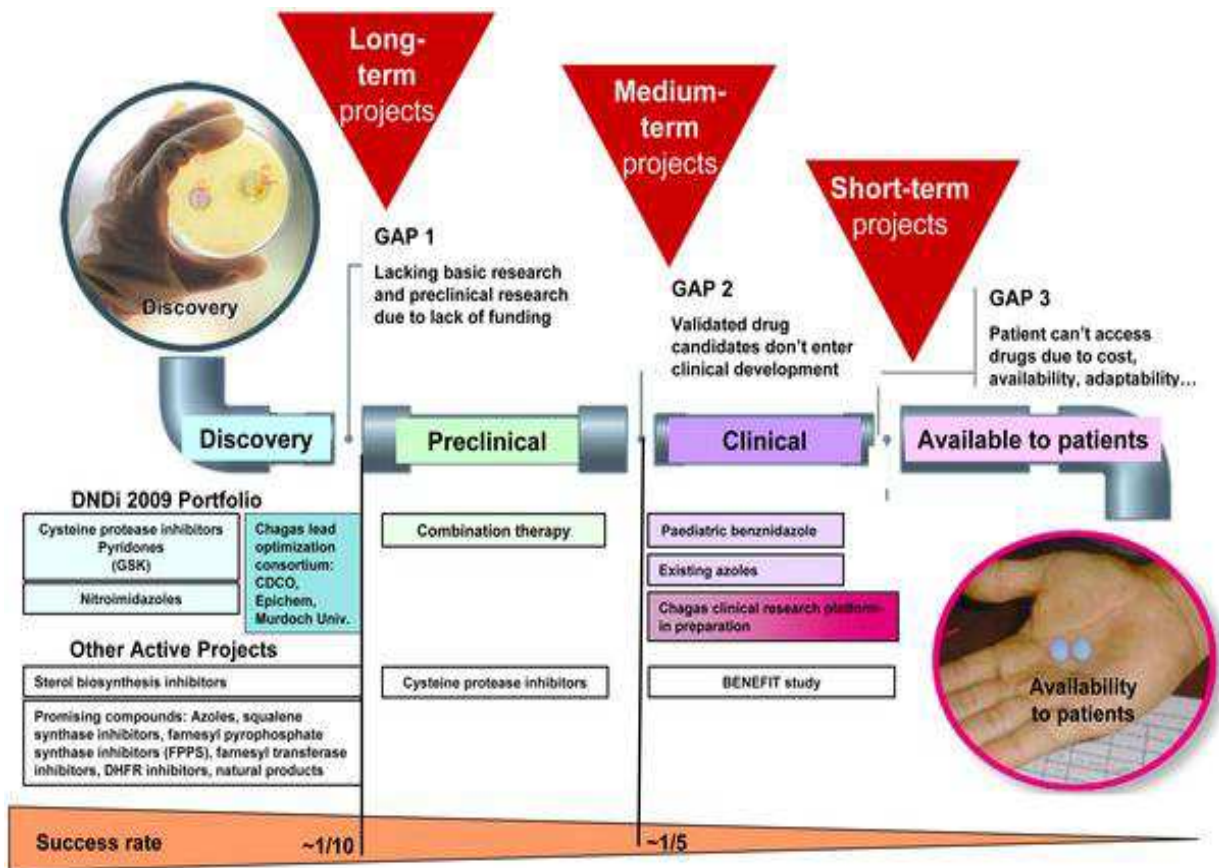 Long-
term
projects
Medium-
term
projects
Short-term
projects
Discovery
GAP 1
Lacking basic research
and preclinical research
due to lack of funding
GAP 2
Validated drug
candidates don't enter
clinical development
GAP 3
Patient can't access
drugs due to cost,
availability, adaptability…
Discovery
Preclinical
Clinical
Available to patients
DNDi 2009 Portfolio
Cysteine protease inhibitors
Pyridones
(GSK)
Nitroimidazoles
Chagas lead
optimization
consortium:
CDCO,
Epichem,
Murdoch Univ.
Combination therapy
Paediatric benznidazole
Existing azoles
Chagas clinical research platform-
in preparation
Other Active Projects
Sterol biosynthesis inhibitors
Promising compounds: Azoles, squalene
synthase inhibitors, farnesyl pyrophosphate
synthase inhibitors (FPPS), famesyl transferase
inhibitors, DHFR inhibitors, natural products
Cysteine protease inhibitors
BENEFIT study
Availability
to patients
Success rate
~1/10
~1/5